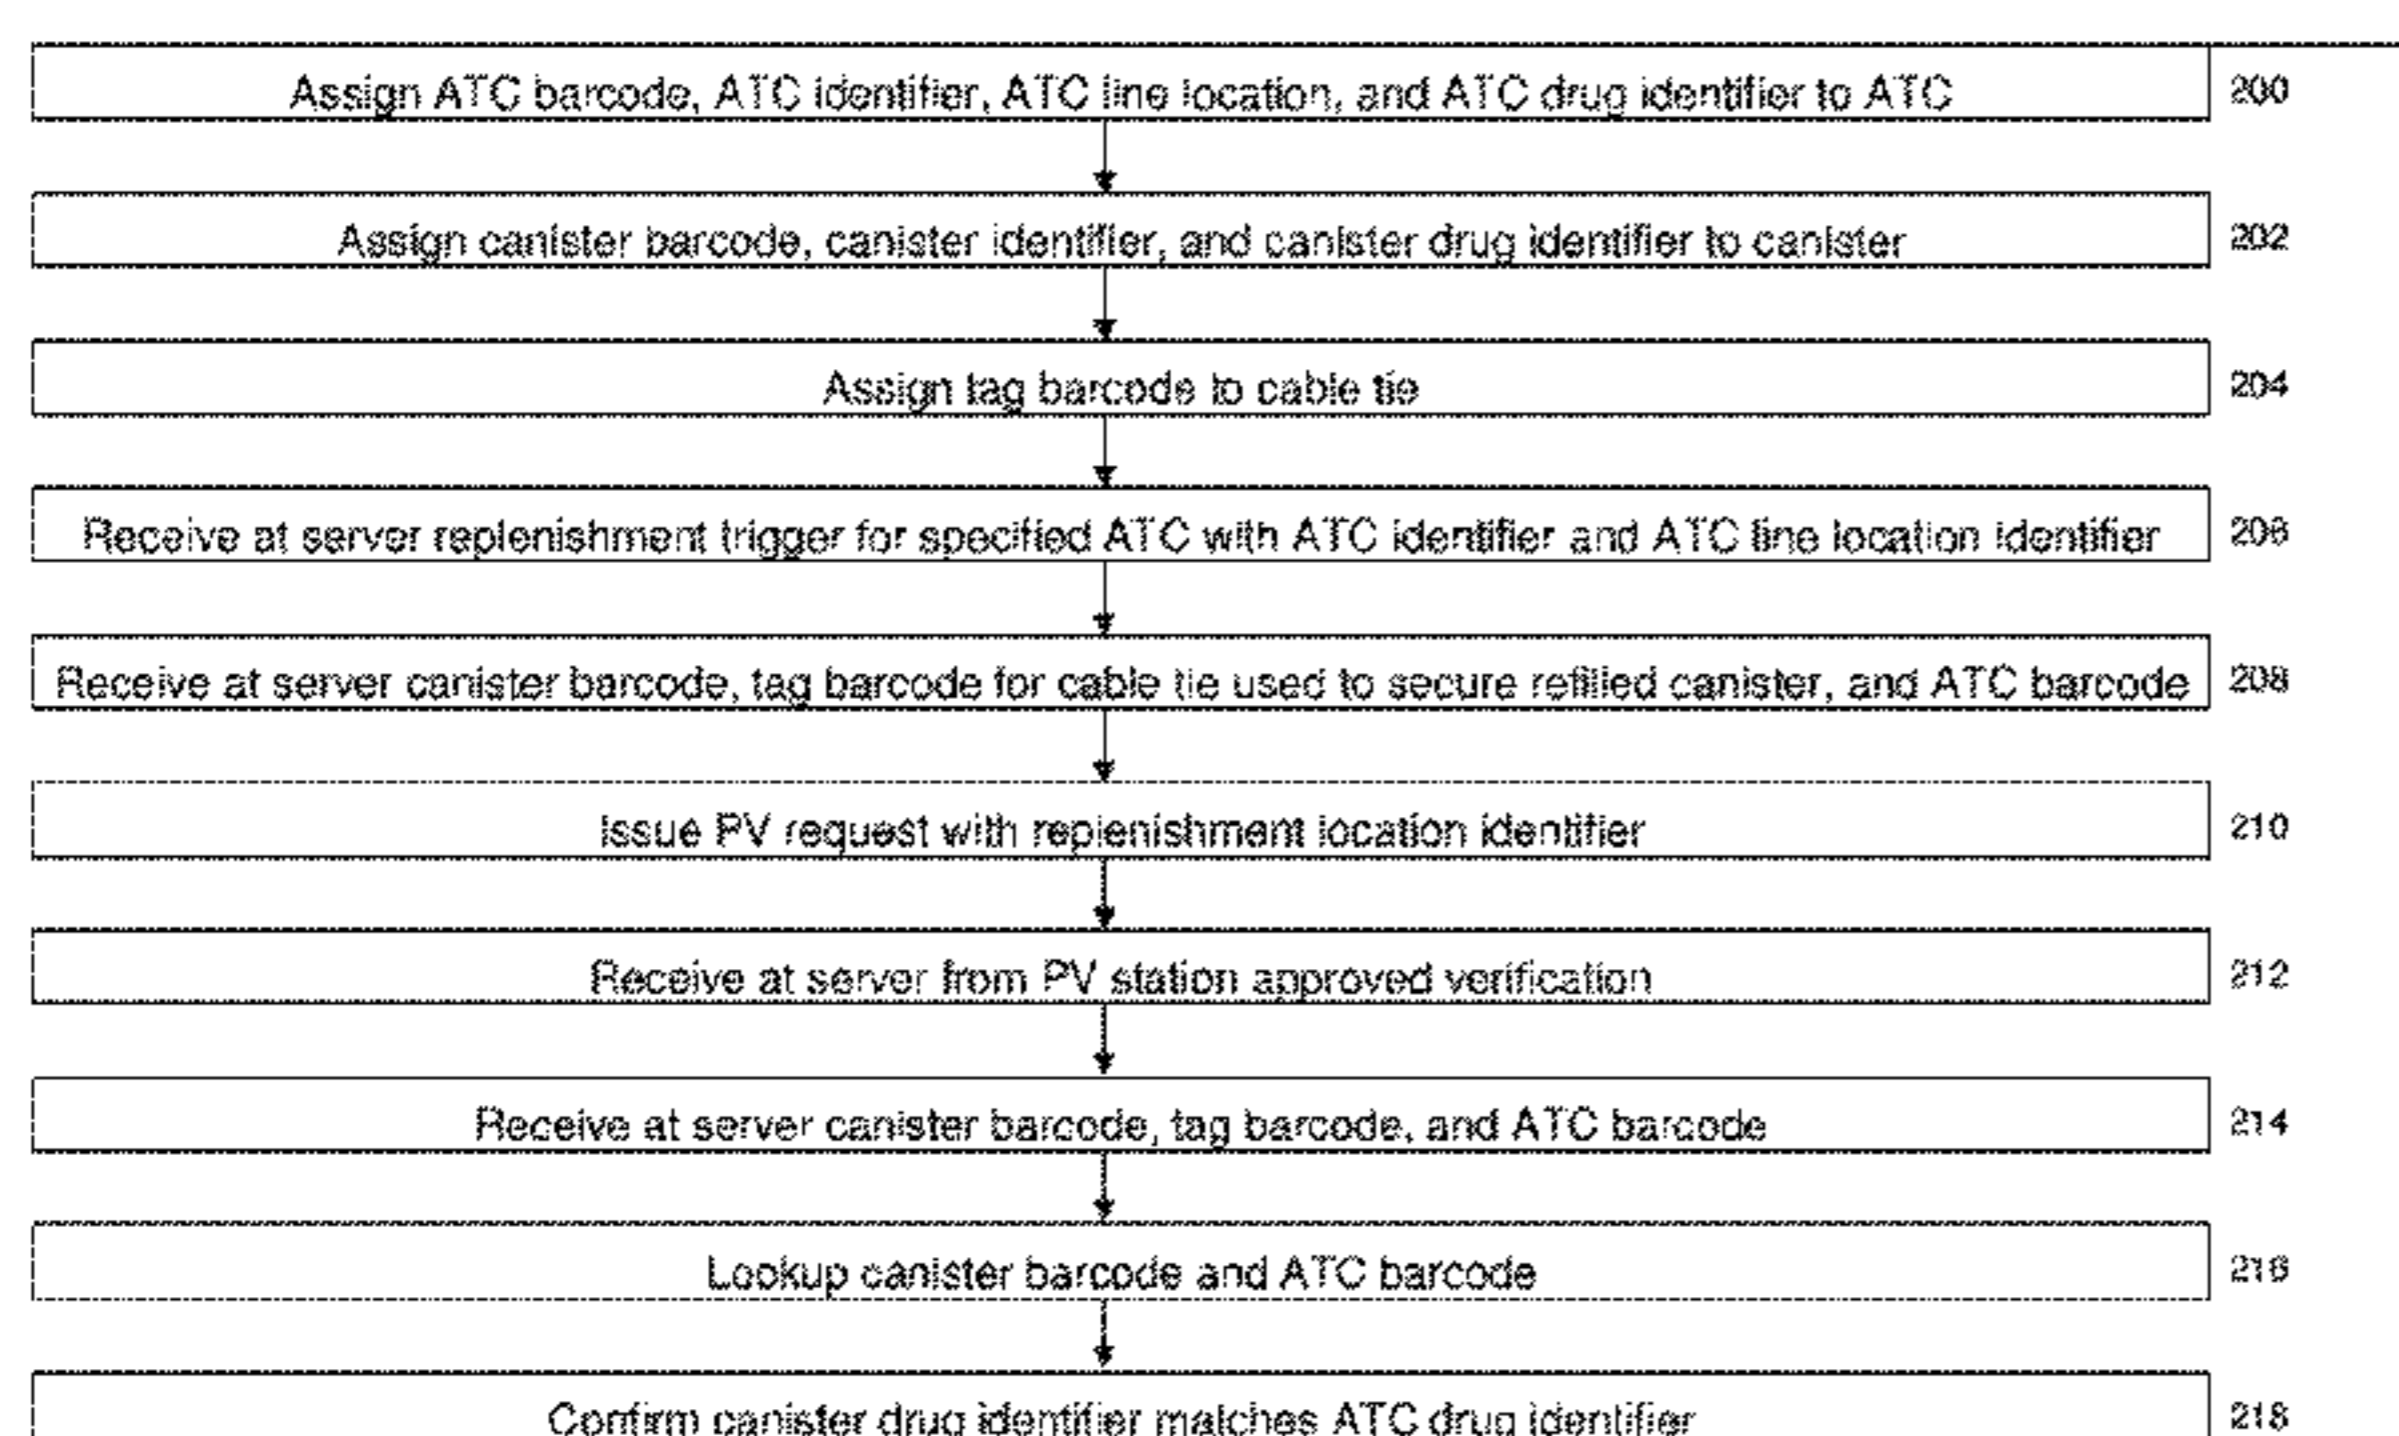 Assign ATC barcode, ATC identifier, ATC line location, and ATC drug identifier to ATC 200
Assign canister barcode, canister identifier, and canister drug identifier to canister 202
Assign tag barcode to cable tie 204
Receive at server replenishment trigger for specified ATC with ATC identifier and ATC line location identifier 206
Receive at server canister barcode, tag barcode for cable tie used to secure refilled canister, and ATC barcode 208
Issue PV request with replenishment location identifier 210
Receive at server from PV station approved verification 212
Receive at server canister barcode, tag barcode, and ATC barcode 214
Lookup canister barcode and ATC barcode 216
Confirm canister drug identifier matches ATC drug identifier 218